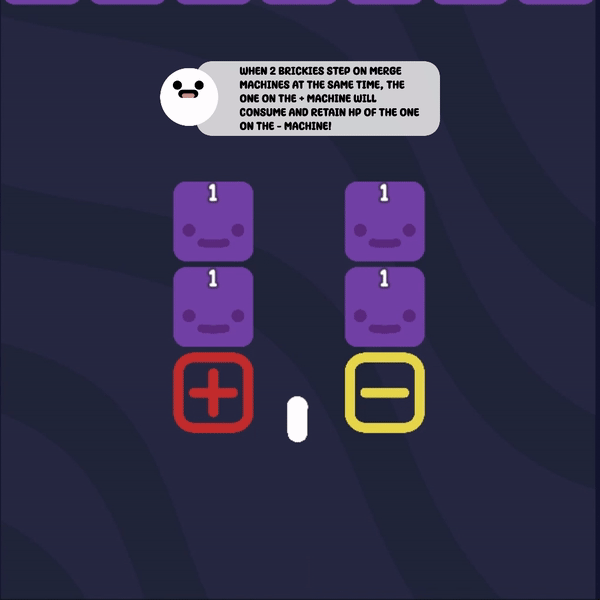 WHEN 2 BRICKIES STEP ON MERGE
MACHINES AT THE SAME TIME, THE
ONE ON THE + MACHINE WILL
CONSUME AND RETAIN HP OF THE ONE
ON THE - MACHINE!
1 1
1 1
+ -